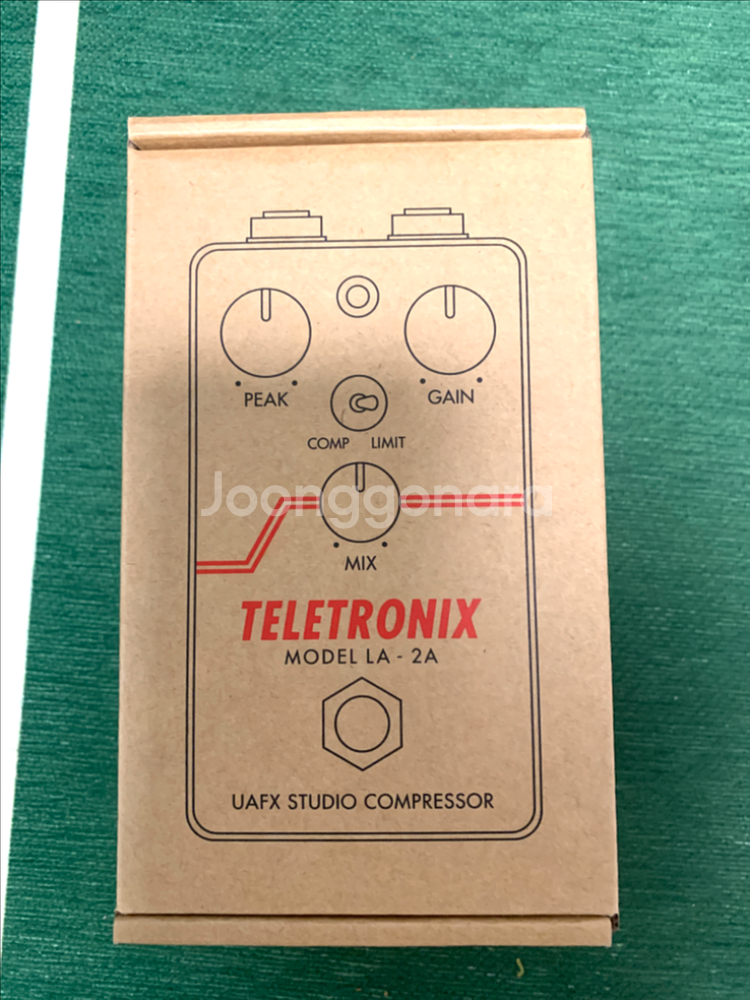 PEAK
GAIN
COMP LIMIT
Joonggonara
MIX
TELETRONIX
MODEL LA - 2A
UAFX STUDIO COMPRESSOR